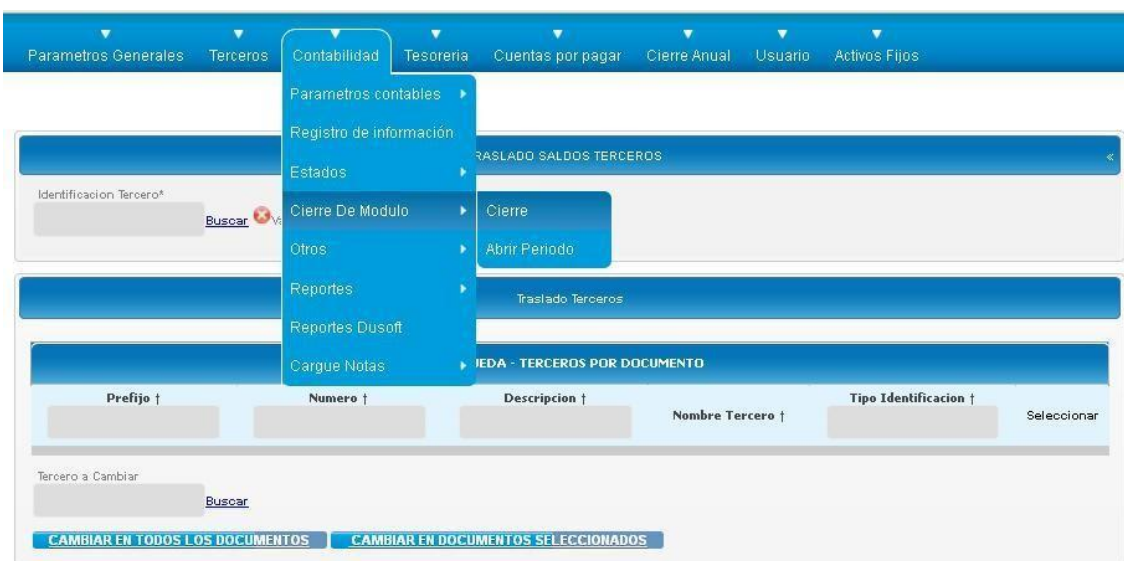 Parametros Generales Terceros Contabilidad Tesoreria Cuentas por pagar Cierre Anual Usuario Activos Fijos
Parametros contables
Registro de información
RASLADO SALDOS TERCEROS
Estados
Identificacion Tercero*
Buscar
Cierre De Modulo Cierre
Otros Abrir Periodo
Reportes
Traslado Terceros
Reportes Dusoft
Cargue Notas
UEDA - TERCEROS POR DOCUMENTO
Prefijo † Numero † Descripcion † Nombre Tercero † Tipo Identificacion † Seleccionar
Tercero a Cambiar
Buscar
CAMBIAR EN TODOS LOS DOCUMENTOS CAMBIAR EN DOCUMENTOS SELECCIONADOS